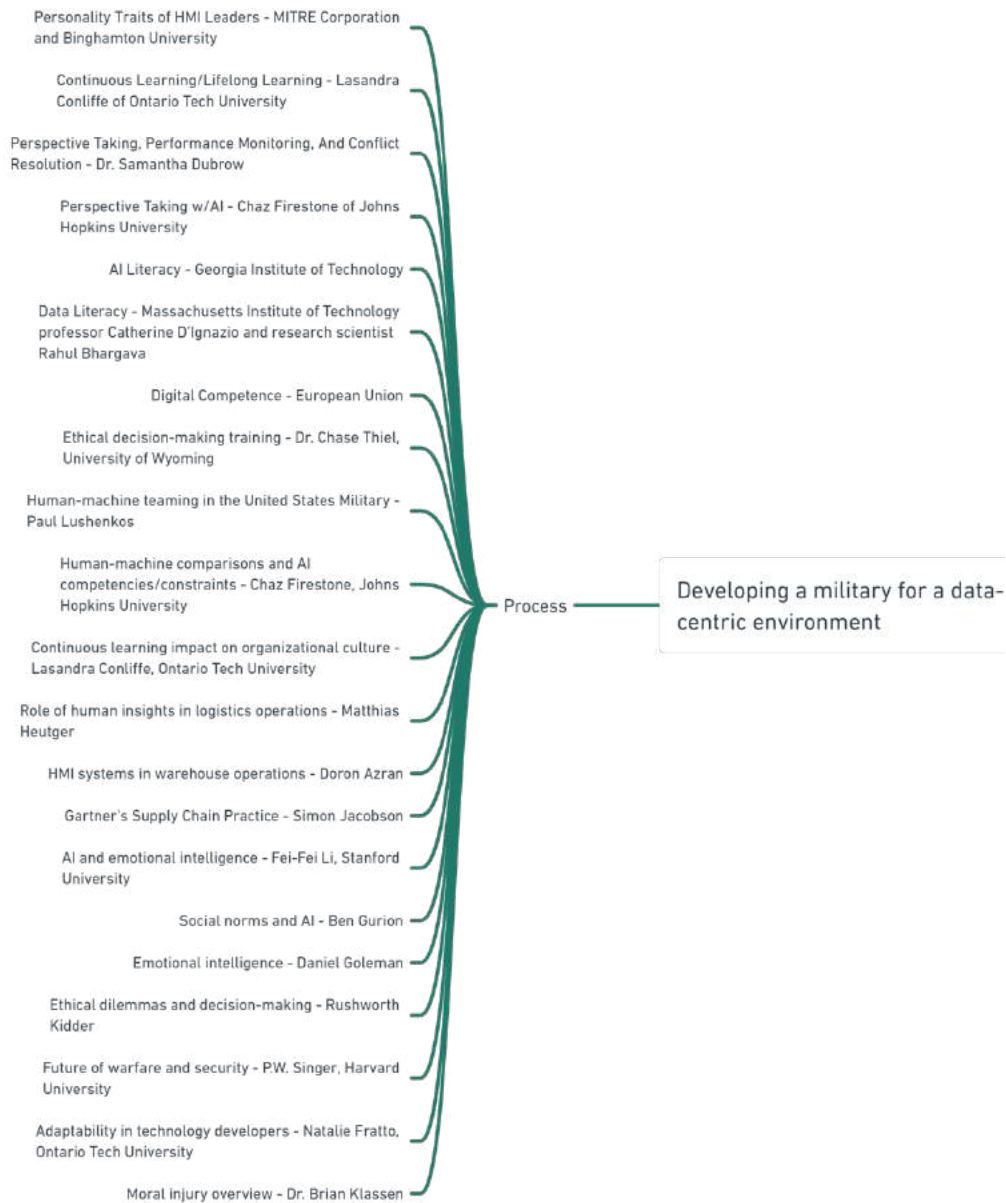 Personality Traits of HMI Leaders - MITRE Corporation
and Binghamton University
Continuous Learning/Lifelong Learning - Lasandra
Conliffe of Ontario Tech University
Perspective Taking, Performance Monitoring, And Conflict
Resolution - Dr. Samantha Dubrow
Perspective Taking w/AI - Chaz Firestone of Johns
Hopkins University
AI Literacy - Georgia Institute of Technology
Data Literacy - Massachusetts Institute of Technology
professor Catherine D'Ignazio and research scientist
Rahul Bhargava
Digital Competence - European Union
Ethical decision-making training - Dr. Chase Thiel,
University of Wyoming
Human-machine teaming in the United States Military -
Paul Lushenkos
Human-machine comparisons and AI
competencies/constraints - Chaz Firestone, Johns
Hopkins University
Continuous learning impact on organizational culture -
Lasandra Conliffe, Ontario Tech University
Role of human insights in logistics operations - Matthias
Heutger
HMI systems in warehouse operations - Doron Azran
Gartner's Supply Chain Practice - Simon Jacobson
AI and emotional intelligence - Fei-Fei Li, Stanford
University
Social norms and AI - Ben Gurion
Emotional intelligence - Daniel Goleman
Ethical dilemmas and decision-making - Rushworth
Kidder
Future of warfare and security - P.W. Singer, Harvard
University
Adaptability in technology developers - Natalie Fratto,
Ontario Tech University
Moral injury overview - Dr. Brian Klassen
Process
Developing a military for a data-
centric environment